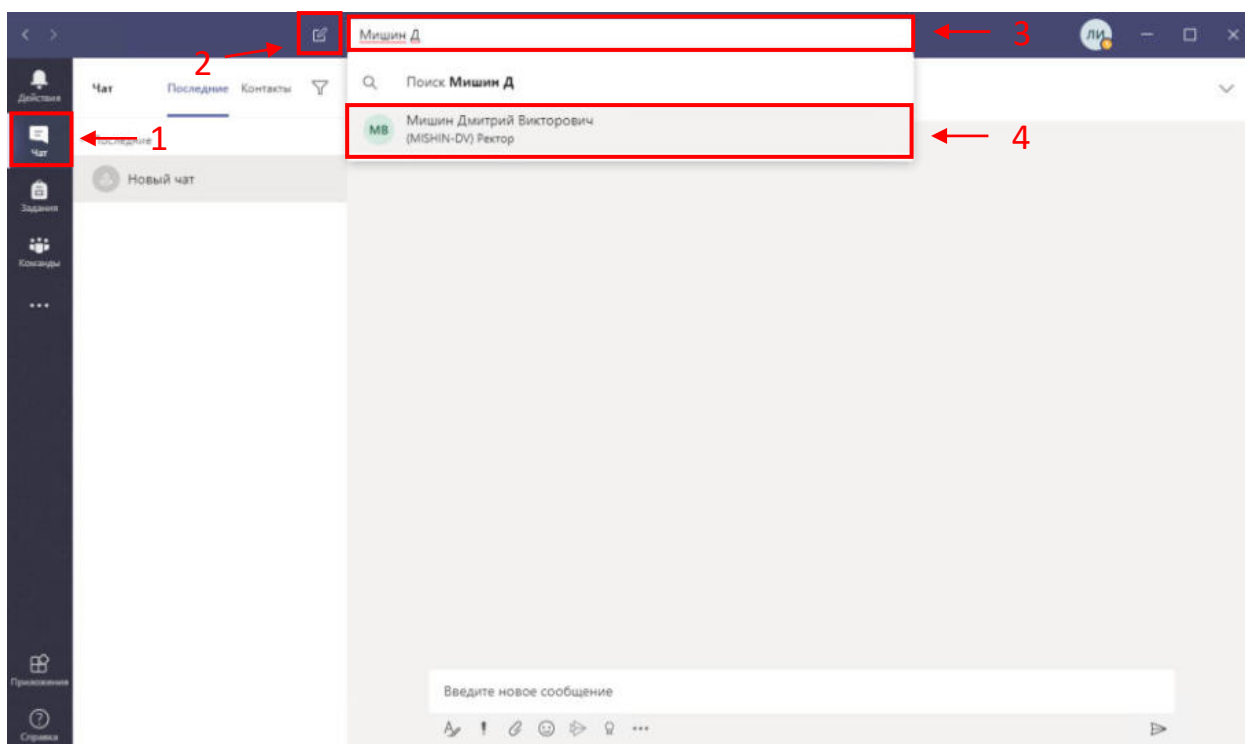 Мишин Д
3
ЛИ
2
Действия
Чат
Последние
Контакты
Поиск Мишин Д
Чат
1
Последние
МВ
Мишин Дмитрий Викторович
(MISHIN-DV) Ректор
4
Новый чат
Задания
Команды
Приложения
Справка
Введите новое сообщение